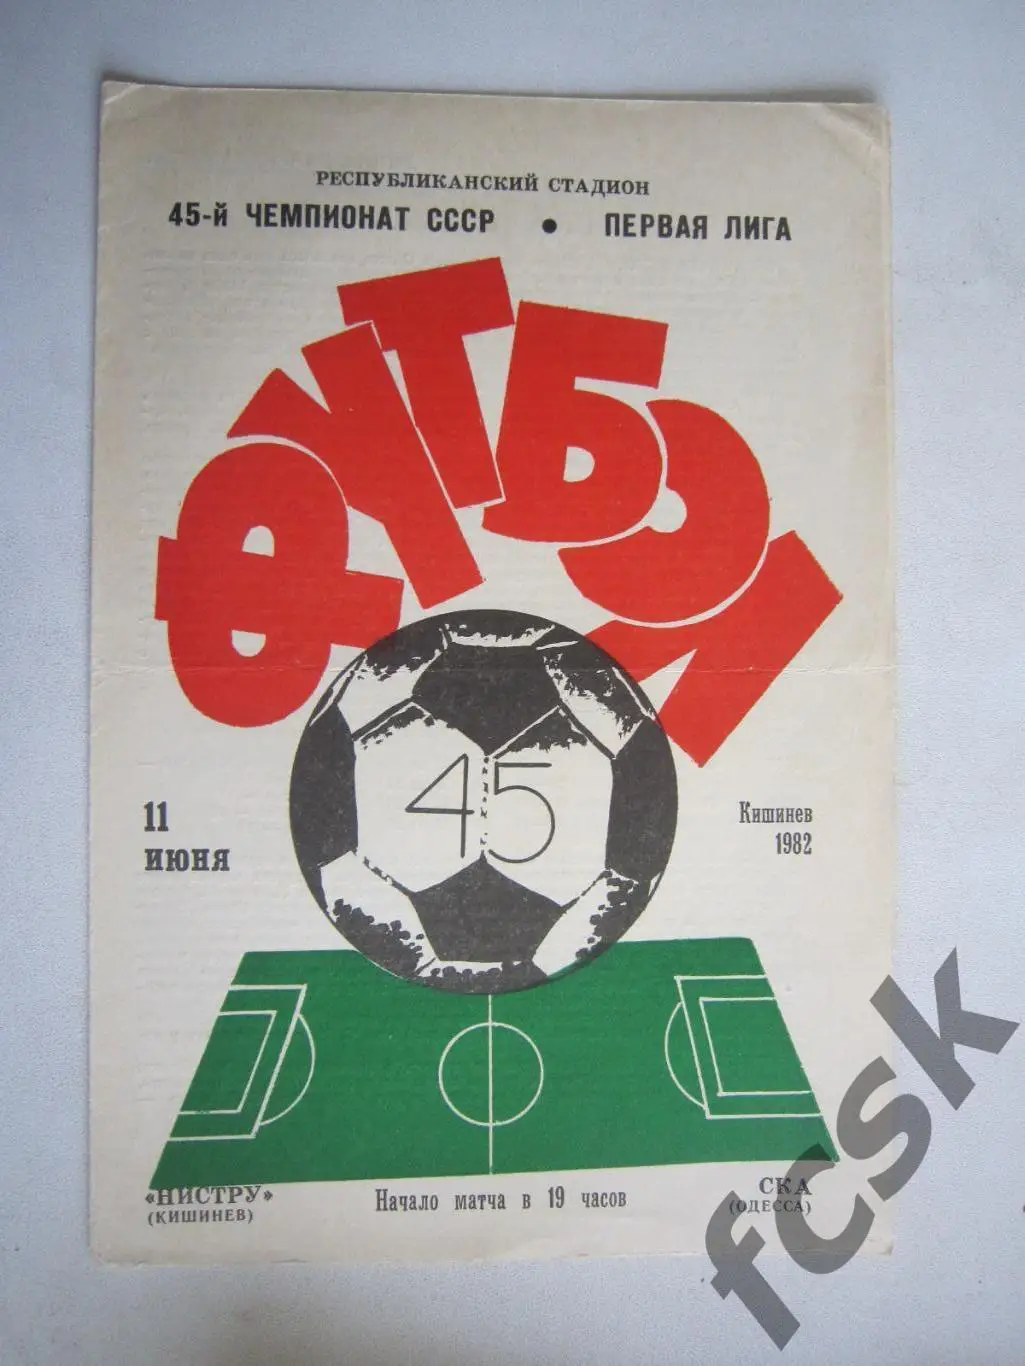 РЕСПУБЛИКАНСКИЙ СТАДИОН
45-й ЧЕМПИОНАТ СССР • ПЕРВАЯ ЛИГА
ФУТБОЛ
45
11 ИЮНЯ
Кишинев
1982
«НИСТРУ»
(КИШИНЕВ)
Начало матча в 19 часов
СКА
(ОДЕССА)
fcsk